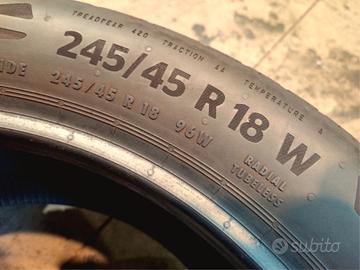 TREADWEAR 420 TRACTION AA TEMPERATURE A
245/45 R 18 W
245/45 R 18 96W RADIAL
TUBELESS
subito